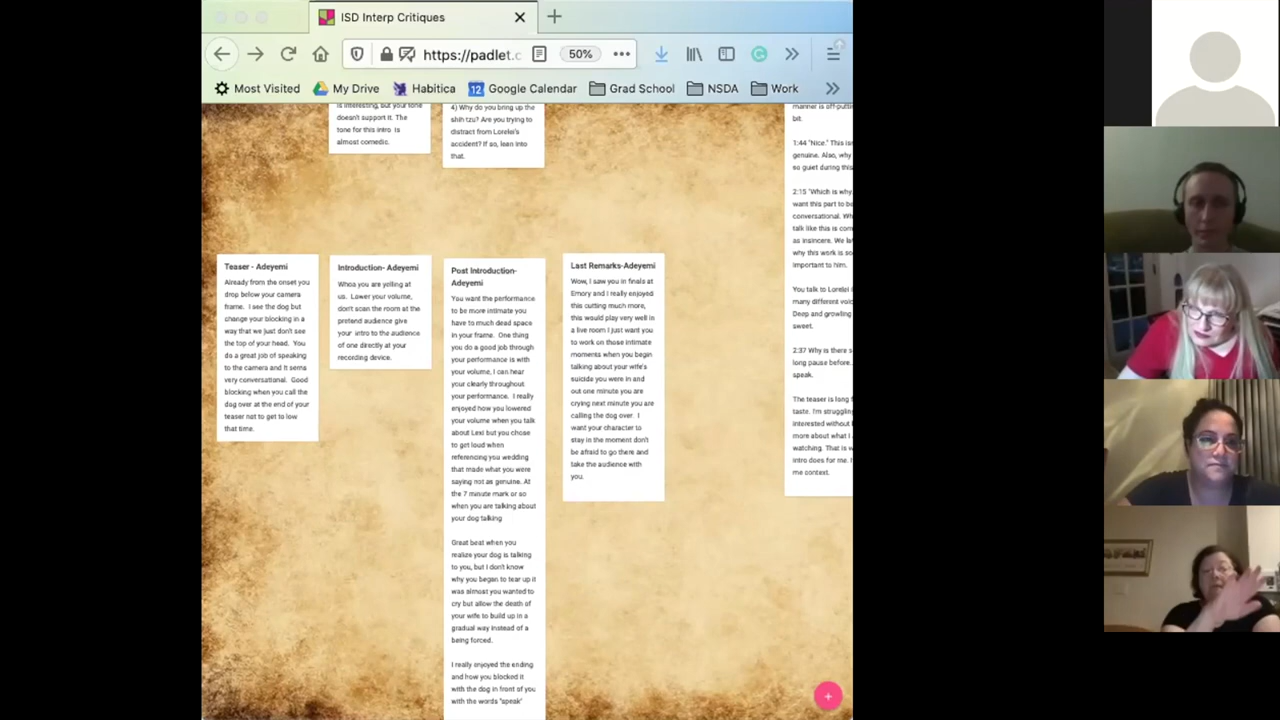 ISD Interp Critiques
https://padlet.c
50%
Most Visited
My Drive
Habitica
12
Google Calendar
Grad School
NSDA
Work
is interesting, but your tone
doesn't support it. The
tone for this intro is
almost comedic.
4) Why do you bring up the
shih tzu? Are you trying to
distract from Lorelei's
accident? If so, lean into
that.
Teaser - Adeyemi
Already from the onset you
drop below your camera
frame. I see the dog but
change your blocking in a
way that we just don't see
the top of your head. You
do a great job of speaking
to the camera and it sems
very conversational. Good
blocking when you call the
dog over at the end of your
teaser not to get to low
that time.
Introduction- Adeyemi
Whoa you are yelling at
us. Lower your volume,
don't scan the room at the
pretend audience give
your intro to the audience
of one directly at your
recording device.
Post Introduction-
Adeyemi
You want the performance
to be more intimate you
have to much dead space
in your frame. One thing
you do a good job through
your performance is with
your volume, I can hear
your clearly throughout
your performance. I really
enjoyed how you lowered
your volume when you talk
about Lexi but you chose
to get loud when
referencing you wedding
that made what you were
saying not as genuine. At
the 7 minute mark or so
when you are talking about
your dog talking
Great beat when you
realize your dog is talking
to you, but I don't know
why you began to tear up it
was almost you wanted to
cry but allow the death of
your wife to build up in a
gradual way instead of a
being forced.
I really enjoyed the ending
and how you blocked it
with the dog in front of you
with the words "speak"
Last Remarks-Adeyemi
Wow, I saw you in finals at
Emory and I really enjoyed
this cutting much more,
this would play very well in
a live room I just want you
to work on those intimate
moments when you begin
talking about your wife's
suicide you were in and
out one minute you are
crying next minute you are
calling the dog over. I
want your character to
stay in the moment don't
be afraid to go there and
take the audience with
you.
manner is off-putting
bit.
1:44 "Nice." This isn
genuine. Also, why
so quiet during this
2:15 "Which is why
want this part to be
conversational. Wh
talk like this is com
as insincere. We la
why this work is so
important to him.
You talk to Lorelei i
many different voic
Deep and growling
sweet.
2:37 Why is there s
long pause before
speak.
The teaser is long f
taste. I'm struggling
interested without
more about what I
watching. That is w
intro does for me. I
me context.